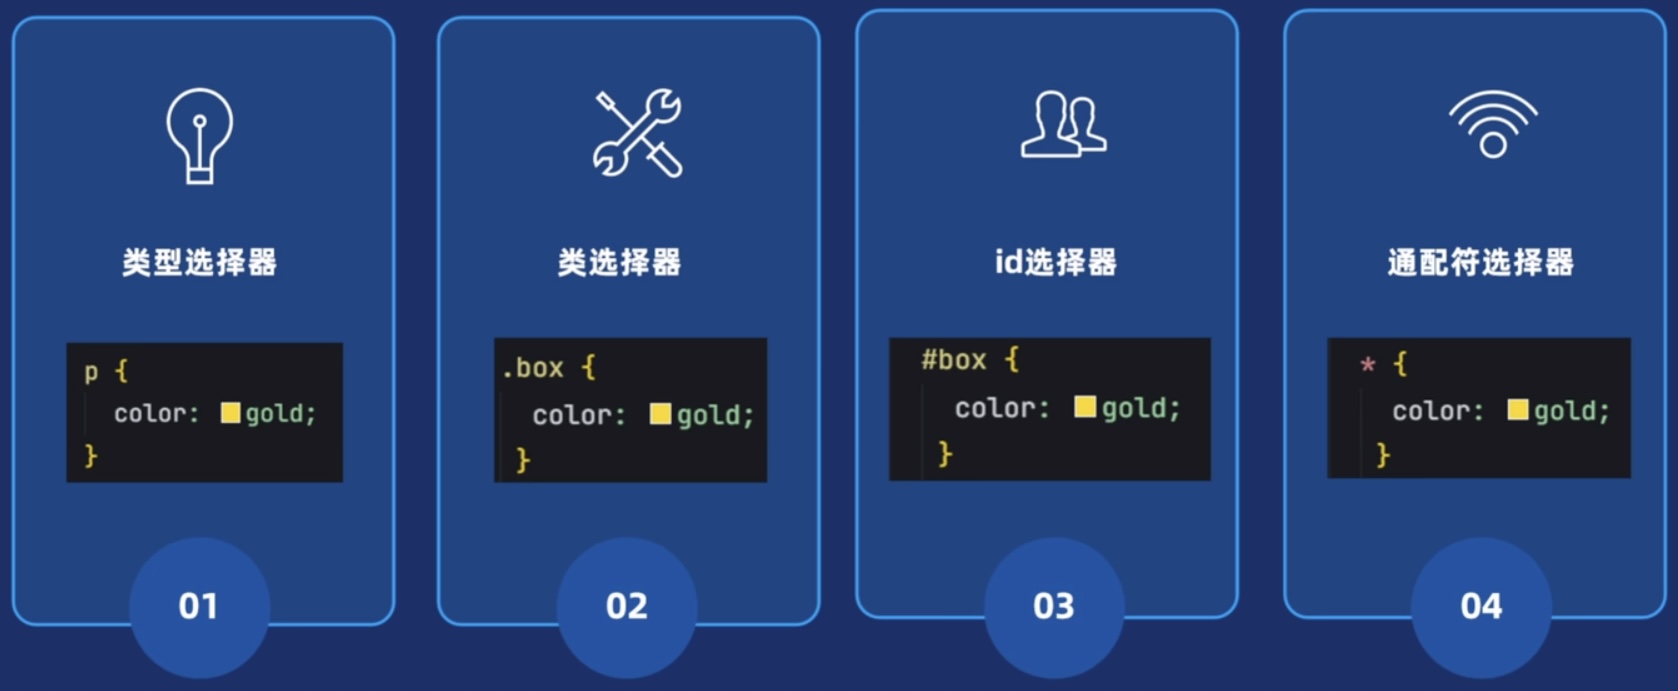 类型选择器
p {
color: gold;
}
01
类选择器
.box {
color: gold;
}
02
id选择器
#box {
color: gold;
}
03
通配符选择器
* {
color: gold;
}
04